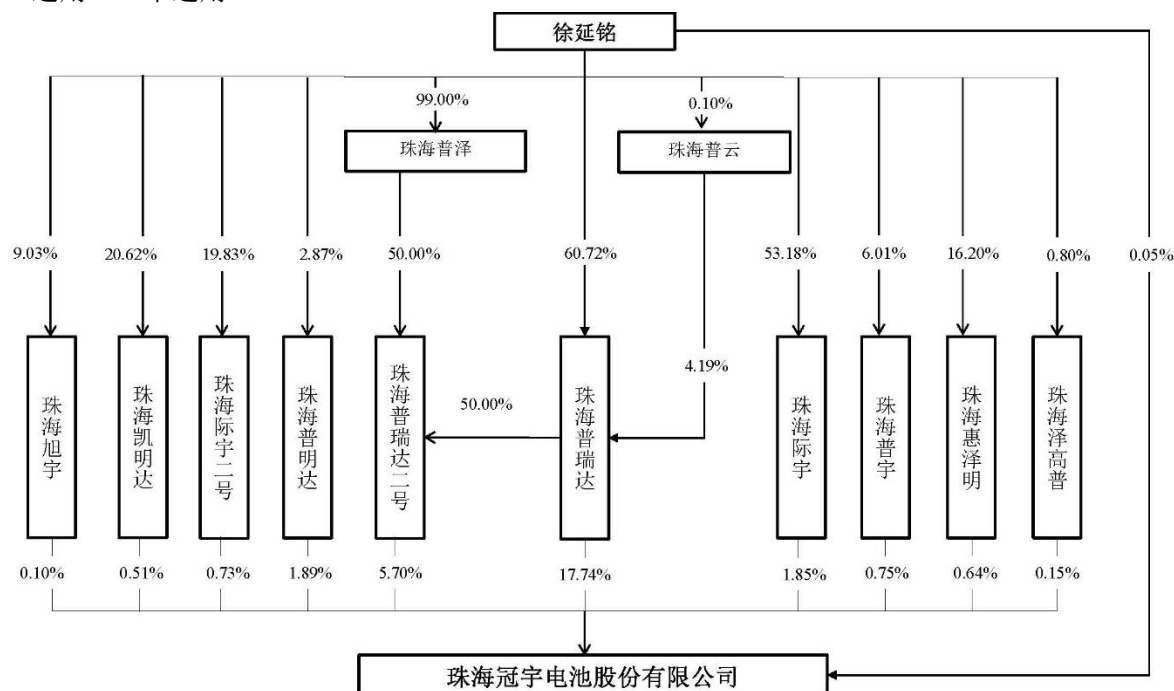 徐延铭
99.00%
0.10%
珠海普泽
珠海普云
9.03%
20.62%
19.83%
2.87%
50.00%
60.72%
53.18%
6.01%
16.20%
0.80%
0.05%
4.19%
50.00%
珠海旭宇
珠海凯明达
珠海际宇二号
珠海普明达
珠海普瑞达二号
珠海普瑞达
珠海际宇
珠海普宇
珠海惠泽明
珠海泽高普
0.10%
0.51%
0.73%
1.89%
5.70%
17.74%
1.85%
0.75%
0.64%
0.15%
珠海冠宇电池股份有限公司